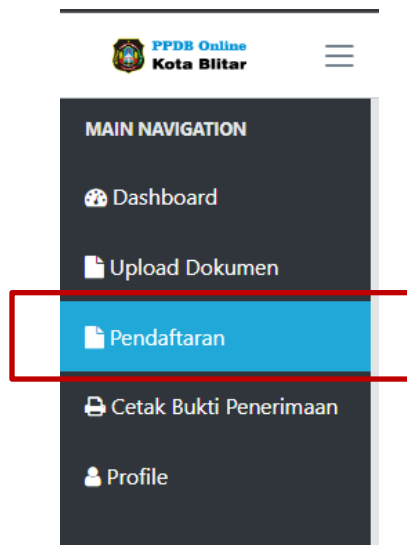 PPDB Online
Kota Blitar
MAIN NAVIGATION
Dashboard
Upload Dokumen
Pendaftaran
Cetak Bukti Penerimaan
Profile